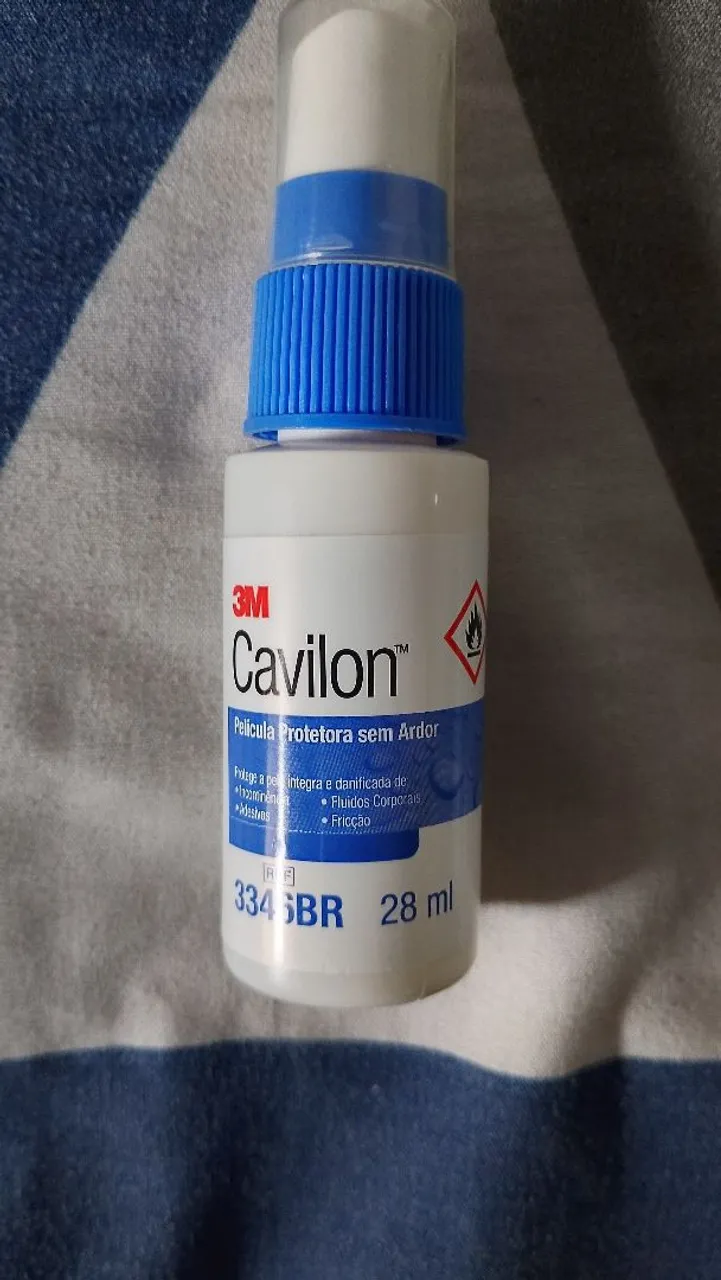 3M
Cavilon™
Película Protetora sem Ardor
Protege a pele íntegra e danificada de
• Incontinência • Fluidos Corporais
• Adesivos • Fricção
REF
3346BR 28 ml